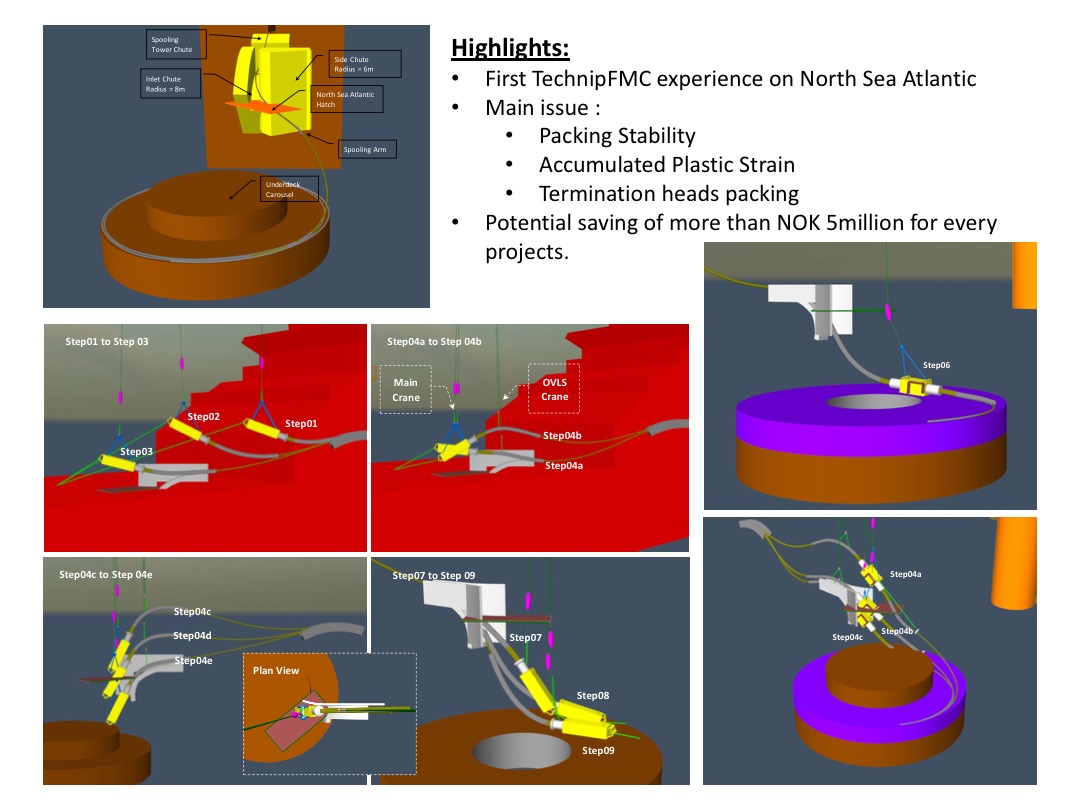 Spooling
Tower Chute
Side Chute
Radius = 6m
Inlet Chute
Radius = 8m
North Sea Atlantic
Hatch
Spooling Arm
Underdeck
Carousel
Highlights:
• First TechnipFMC experience on North Sea Atlantic
• Main issue :
• Packing Stability
• Accumulated Plastic Strain
• Termination heads packing
• Potential saving of more than NOK 5million for every
projects.
Step01 to Step 03
Step02
Step01
Step03
Step04a to Step 04b
Main
Crane
OVLS
Crane
Step04b
Step04a
Step06
Step04c to Step 04e
Step04c
Step04d
Step04e
Plan View
Step07 to Step 09
Step07
Step08
Step09
Step04a
Step04b
Step04c